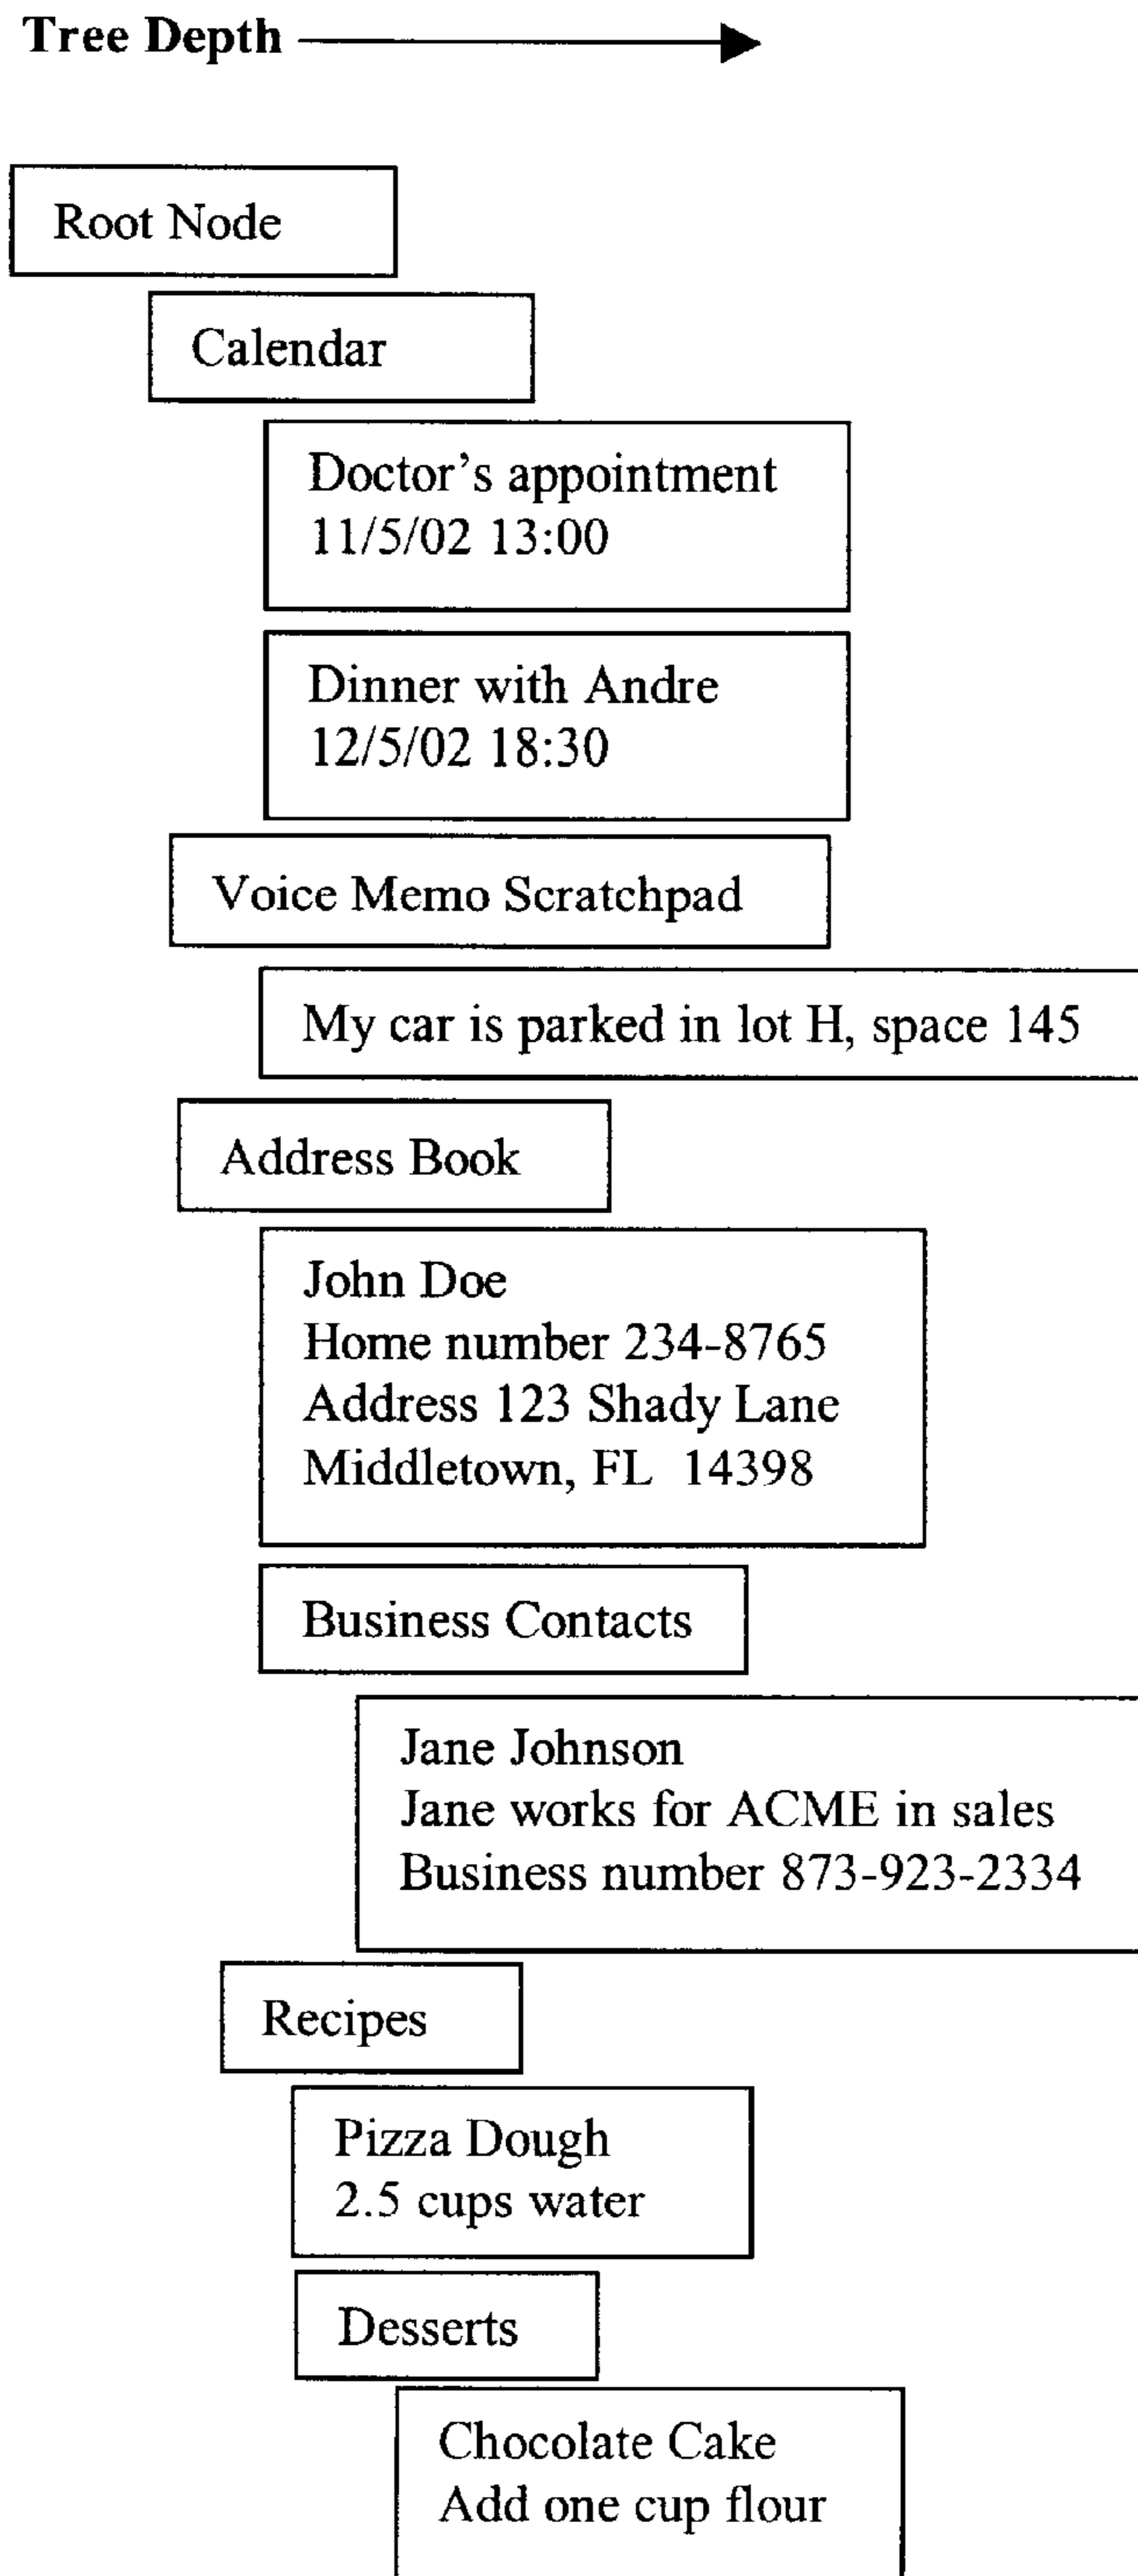 Tree Depth
Root Node
Calendar
Doctor's appointment
11/5/02 13:00
Dinner with Andre
12/5/02 18:30
Voice Memo Scratchpad
My car is parked in lot H, space 145
Address Book
John Doe
Home number 234-8765
Address 123 Shady Lane
Middletown, FL  14398
Business Contacts
Jane Johnson
Jane works for ACME in sales
Business number 873-923-2334
Recipes
Pizza Dough
2.5 cups water
Desserts
Chocolate Cake
Add one cup flour